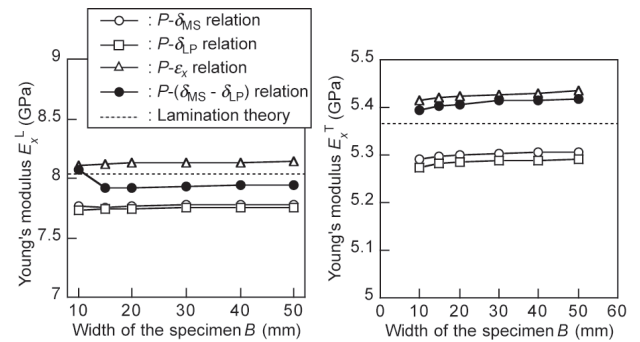 : P-δMS relation
: P-δLP relation
: P-εx relation
: P-(δMS - δLP) relation
: Lamination theory
Young's modulus ExL (GPa)
9
8.5
8
7.5
7
10 20 30 40 50
Width of the specimen B (mm)
Young's modulus ExT (GPa)
5.5
5.4
5.3
5.2
5.1
5
0 10 20 30 40 50 60
Width of the specimen B (mm)